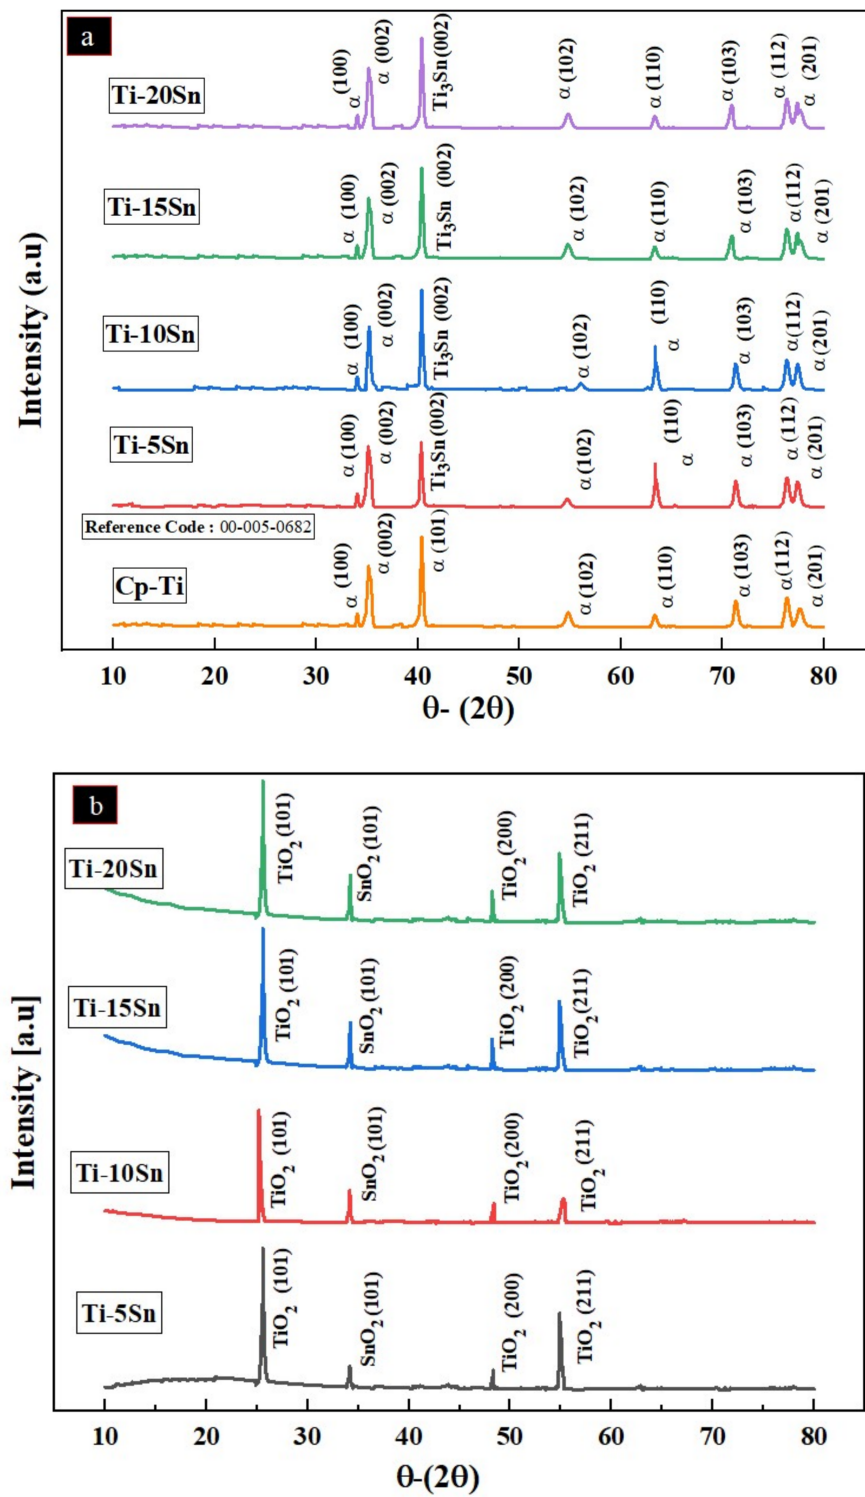 a
Ti-20Sn
α (100)
α (002)
Ti₃Sn(002)
α (102)
α (110)
α (103)
α (112)
α (201)
Ti-15Sn
α (100)
α (002)
Ti₃Sn (002)
α (102)
α (110)
α (103)
α (112)
α (201)
Ti-10Sn
α (100)
α (002)
Ti₃Sn (002)
α (102)
α (110)
α (103)
α (112)
α (201)
Ti-5Sn
α (100)
α (002)
Ti₃Sn (002)
α (102)
α (110)
α (103)
α (112)
α (201)
Reference Code : 00-005-0682
Cp-Ti
α (100)
α (002)
α (101)
α (102)
α (110)
α (103)
α (112)
α (201)
Intensity (a.u)
10 20 30 40 50 60 70 80
θ- (2θ)
b
Ti-20Sn
TiO₂ (101)
SnO₂ (101)
TiO₂ (200)
TiO₂ (211)
Ti-15Sn
TiO₂ (101)
SnO₂ (101)
TiO₂ (200)
TiO₂ (211)
Ti-10Sn
TiO₂ (101)
SnO₂ (101)
TiO₂ (200)
TiO₂ (211)
Ti-5Sn
TiO₂ (101)
SnO₂ (101)
TiO₂ (200)
TiO₂ (211)
Intensity [a.u]
10 20 30 40 50 60 70 80
θ-(2θ)